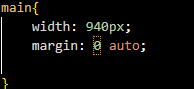 main{
width: 940px;
margin: 0 auto;
}